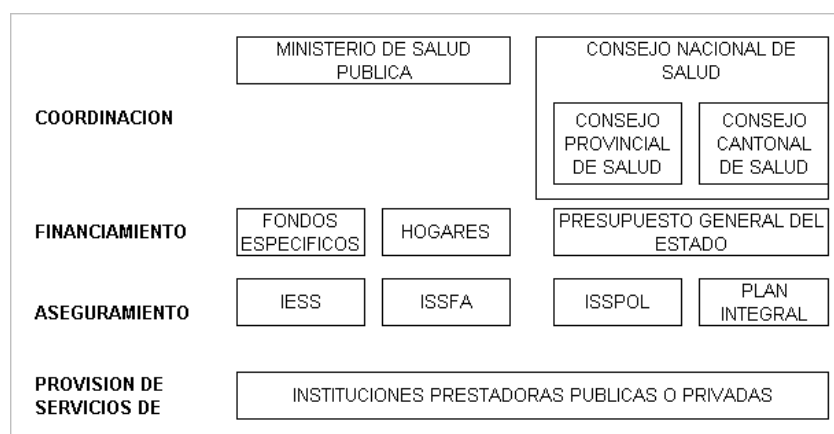 MINISTERIO DE SALUD
PUBLICA
CONSEJO NACIONAL DE
SALUD
COORDINACION
CONSEJO
PROVINCIAL
DE SALUD
CONSEJO
CANTONAL
DE SALUD
FINANCIAMIENTO
FONDOS
ESPECIFICOS
HOGARES
PRESUPUESTO GENERAL DEL
ESTADO
ASEGURAMIENTO
IESS
ISSFA
ISSPOL
PLAN
INTEGRAL
PROVISION DE
SERVICIOS DE
INSTITUCIONES PRESTADORAS PUBLICAS O PRIVADAS